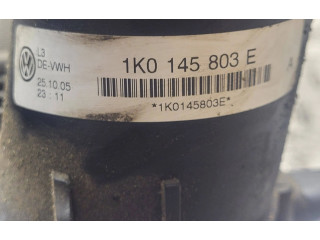 L3
DE-VWH
25.10.05
23:11
1K0 145 803 E
A
*1K0145803E*